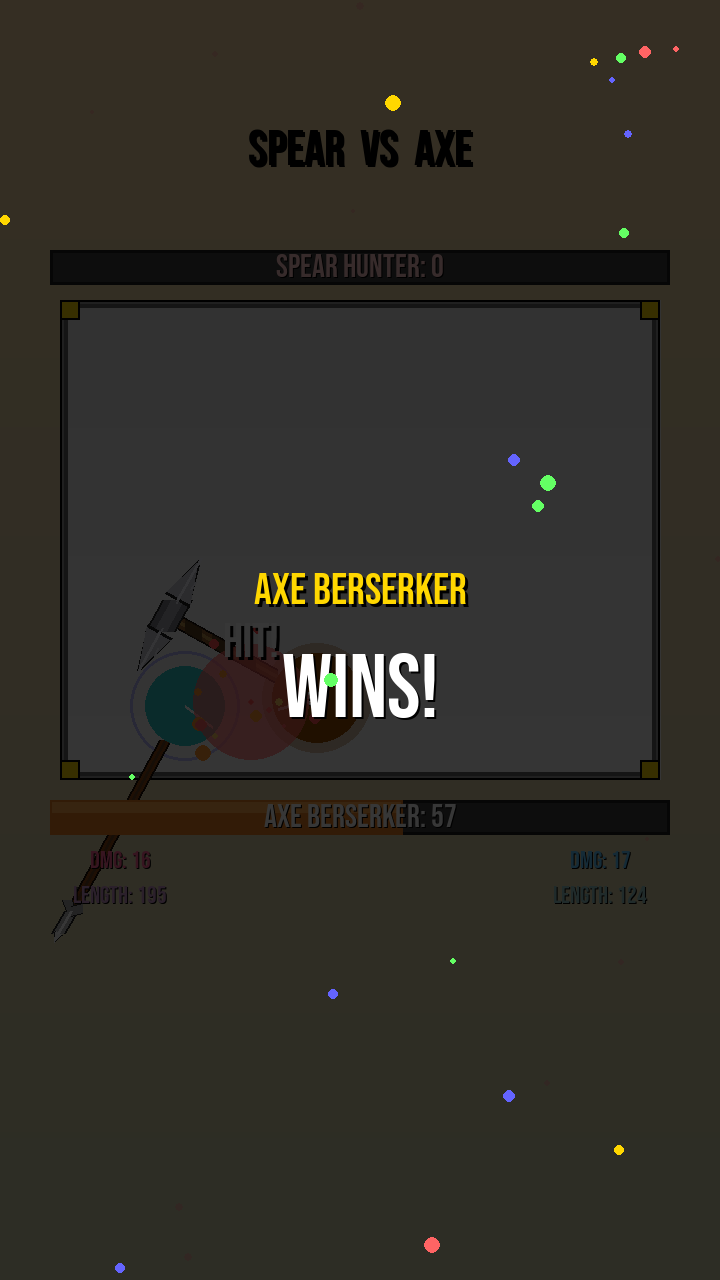 SPEAR VS AXE
SPEAR HUNTER: 0
AXE BERSERKER
HIT!
WINS!
AXE BERSERKER: 57
DMG: 16
DMG: 17
LENGTH: 195
LENGTH: 124